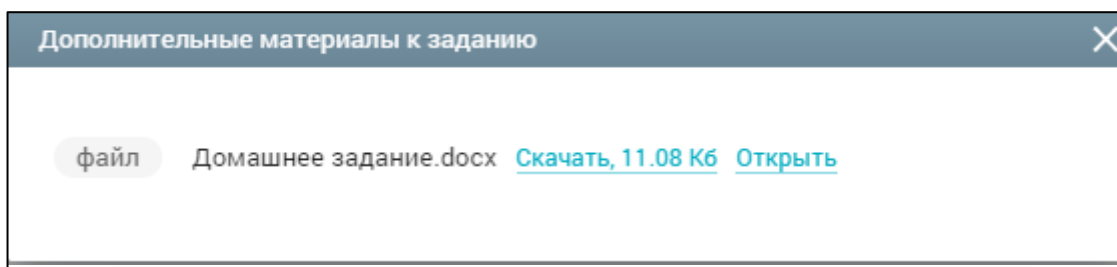 Дополнительные материалы к заданию
файл Домашнее задание.docx Скачать, 11.08 Кб Открыть